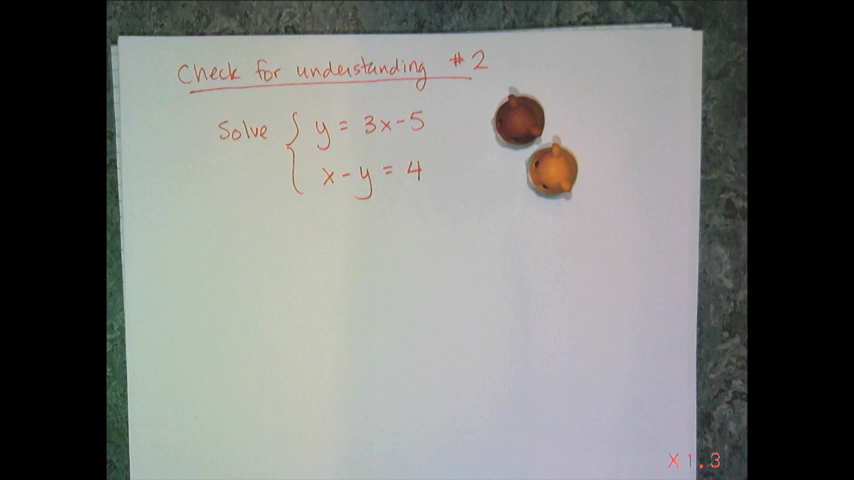 Check for understanding #2
Solve { y = 3x-5
x - y = 4
X1.3